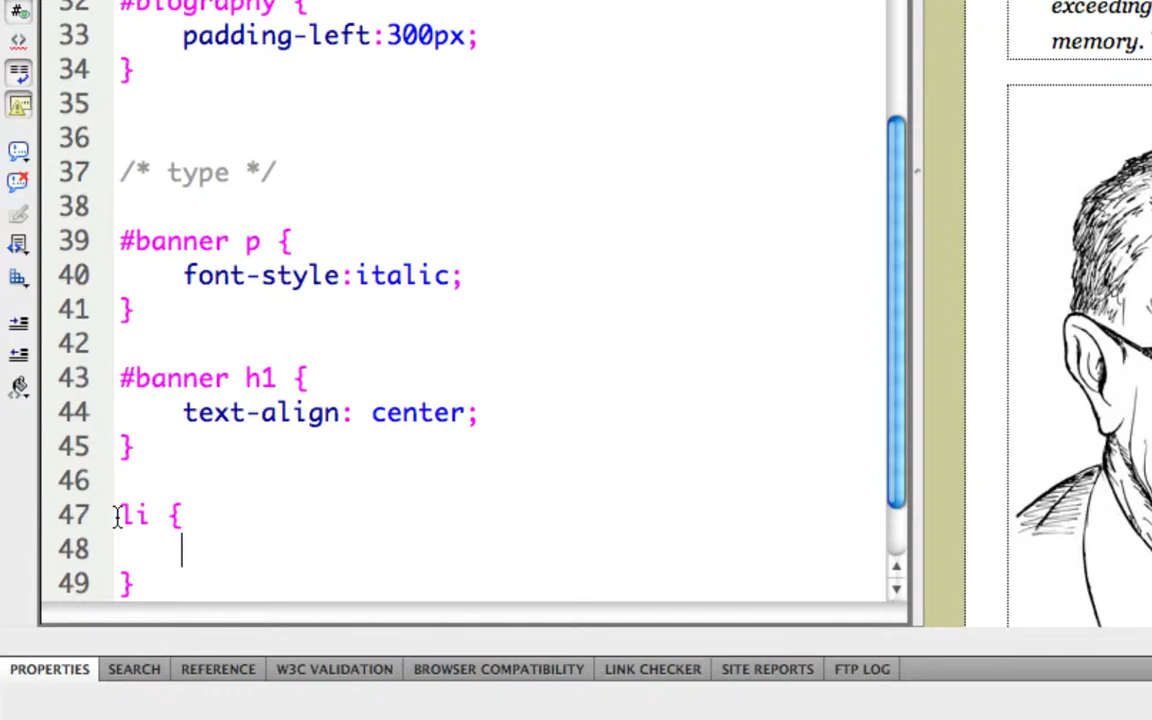 32 #biography {
33 padding-left:300px;
34 }
35
36
37 /* type */
38
39 #banner p {
40 font-style:italic;
41 }
42
43 #banner h1 {
44 text-align: center;
45 }
46
47 li {
48
49 }
exceeding
memory.
PROPERTIES SEARCH REFERENCE W3C VALIDATION BROWSER COMPATIBILITY LINK CHECKER SITE REPORTS FTP LOG